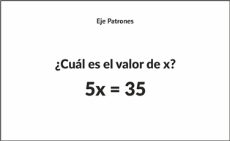 Eje Patrones
¿Cuál es el valor de x?
5x = 35